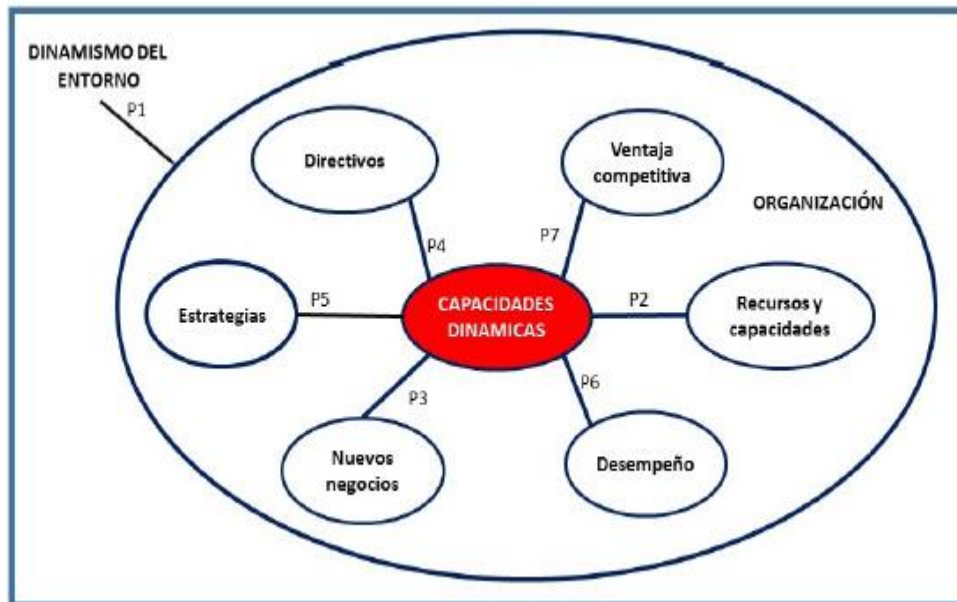 DINAMISMO DEL
ENTORNO
P1
Directivos
Ventaja
competitiva
ORGANIZACIÓN
P4
P7
Estrategias
P5
CAPACIDADES
DINAMICAS
P2
Recursos y
capacidades
P3
P6
Nuevos
negocios
Desempeño